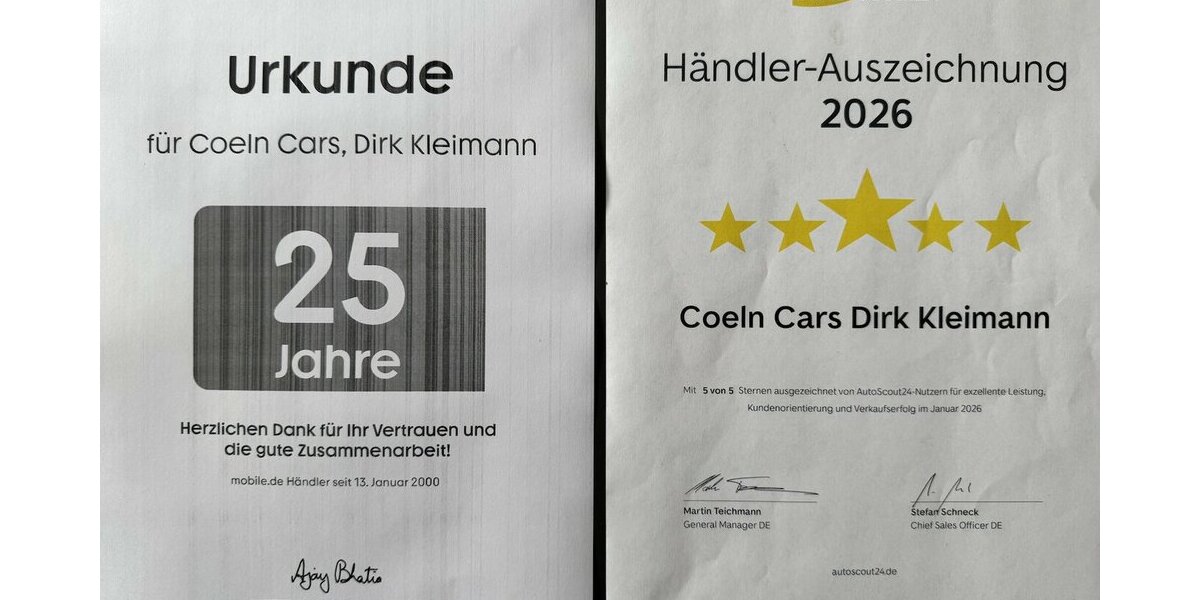 Urkunde
für Coeln Cars, Dirk Kleimann
25
Jahre
Herzlichen Dank für Ihr Vertrauen und
die gute Zusammenarbeit!
mobile.de Händler seit 13. Januar 2000
Ajay Bhatia
Händler-Auszeichnung
2026
Coeln Cars Dirk Kleimann
Mit 5 von 5 Sternen ausgezeichnet von AutoScout24-Nutzern für exzellente Leistung,
Kundenorientierung und Verkaufserfolg im Januar 2026
Martin Teichmann
General Manager DE
Stefan Schneck
Chief Sales Officer DE
autoscout24.de